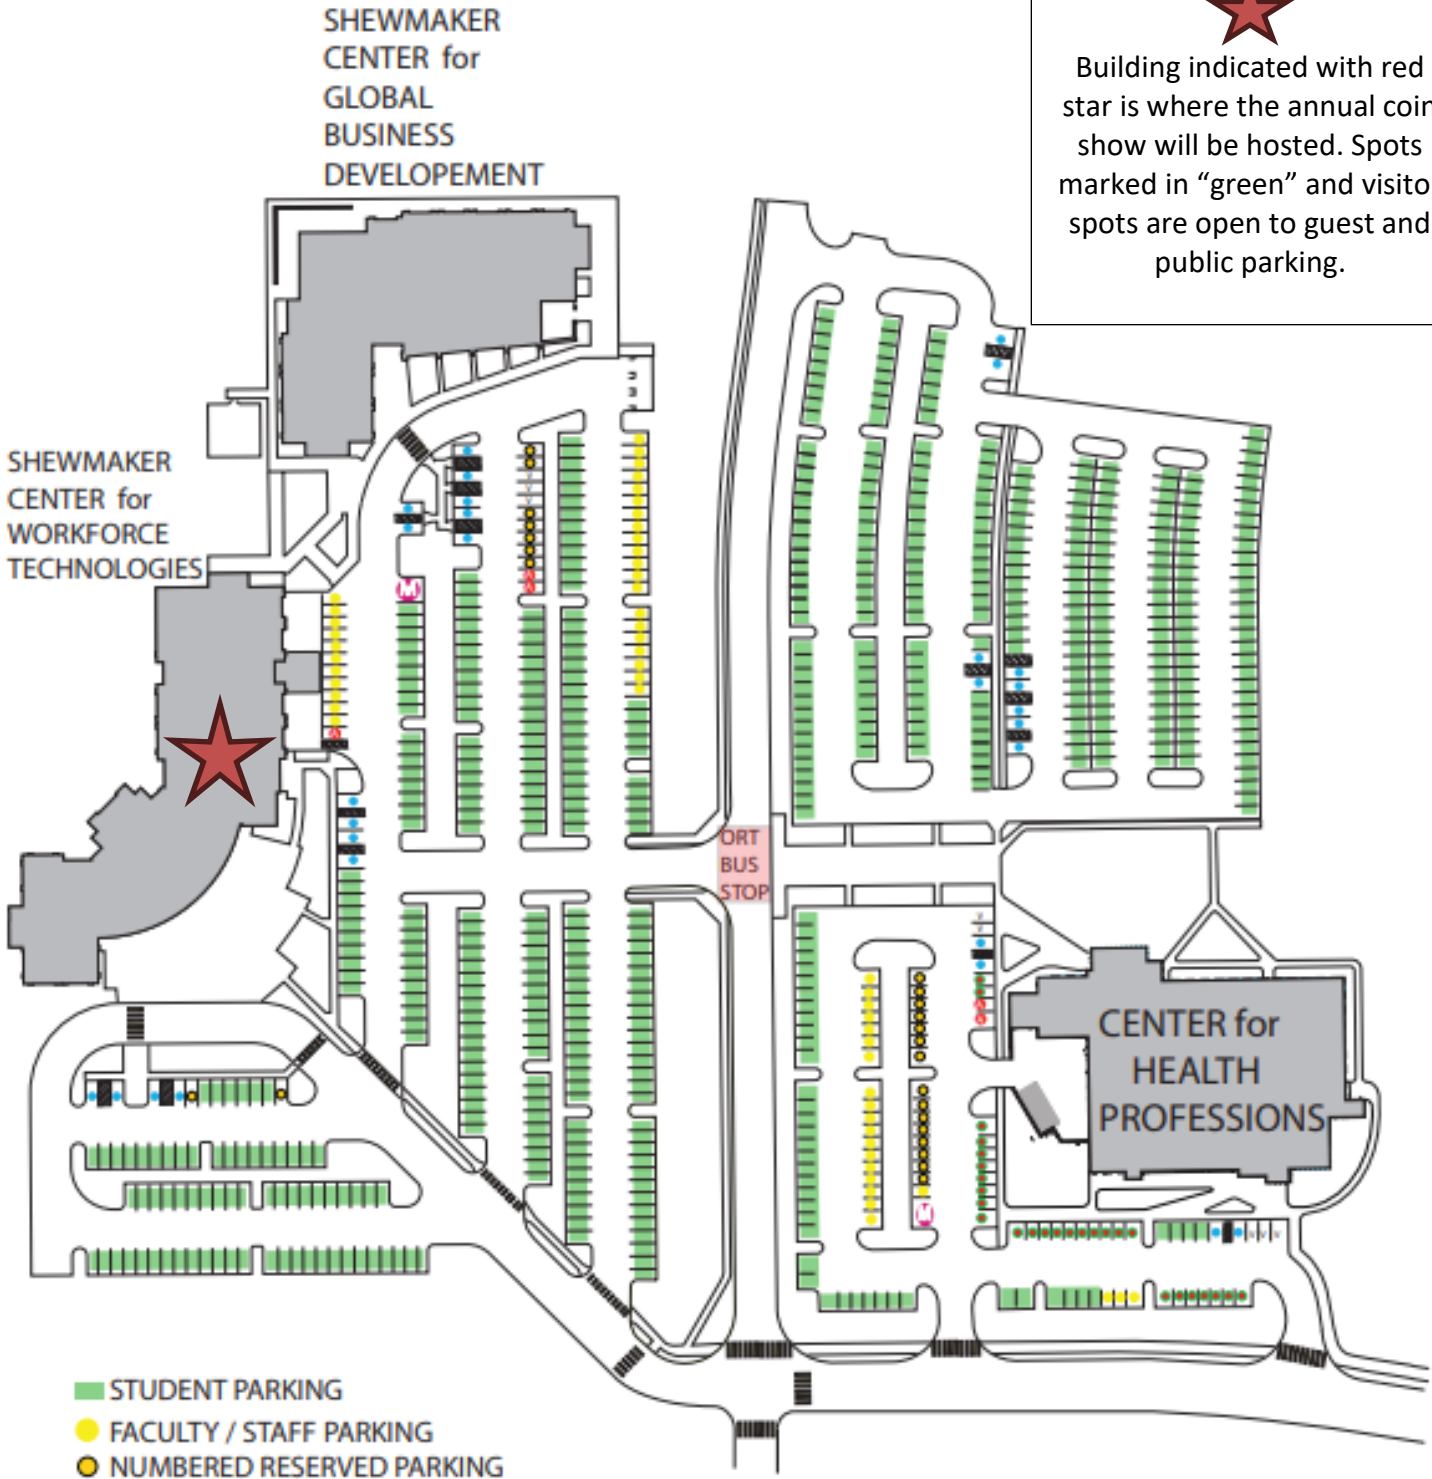 SHEWMAKER
CENTER for
GLOBAL
BUSINESS
DEVELOPEMENT
Building indicated with red
star is where the annual coin
show will be hosted. Spots
marked in “green” and visito
spots are open to guest and
public parking.
SHEWMAKER
CENTER for
WORKFORCE
TECHNOLOGIES
M
ORT
BUS
STOP
CENTER for
HEALTH
PROFESSIONS
M
STUDENT PARKING
FACULTY / STAFF PARKING
NUMBERED RESERVED PARKING